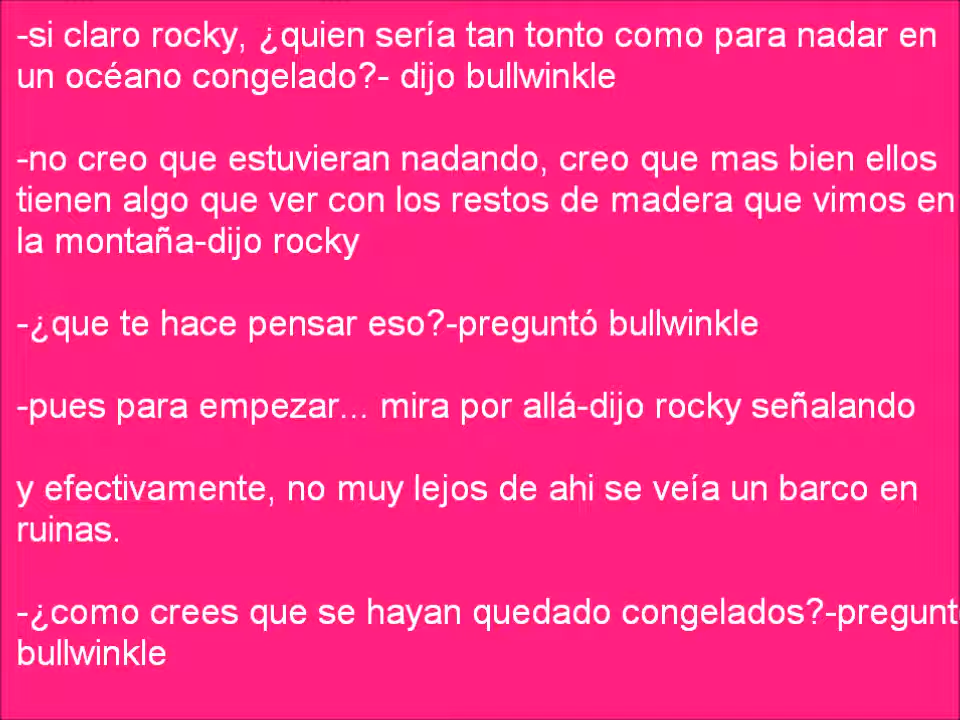 -si claro rocky, ¿quien sería tan tonto como para nadar en
un océano congelado?- dijo bullwinkle
-no creo que estuvieran nadando, creo que mas bien ellos
tienen algo que ver con los restos de madera que vimos en
la montaña-dijo rocky
-¿que te hace pensar eso?-preguntó bullwinkle
-pues para empezar... mira por allá-dijo rocky señalando
y efectivamente, no muy lejos de ahi se veía un barco en
ruinas.
-¿como crees que se hayan quedado congelados?-preguntó
bullwinkle